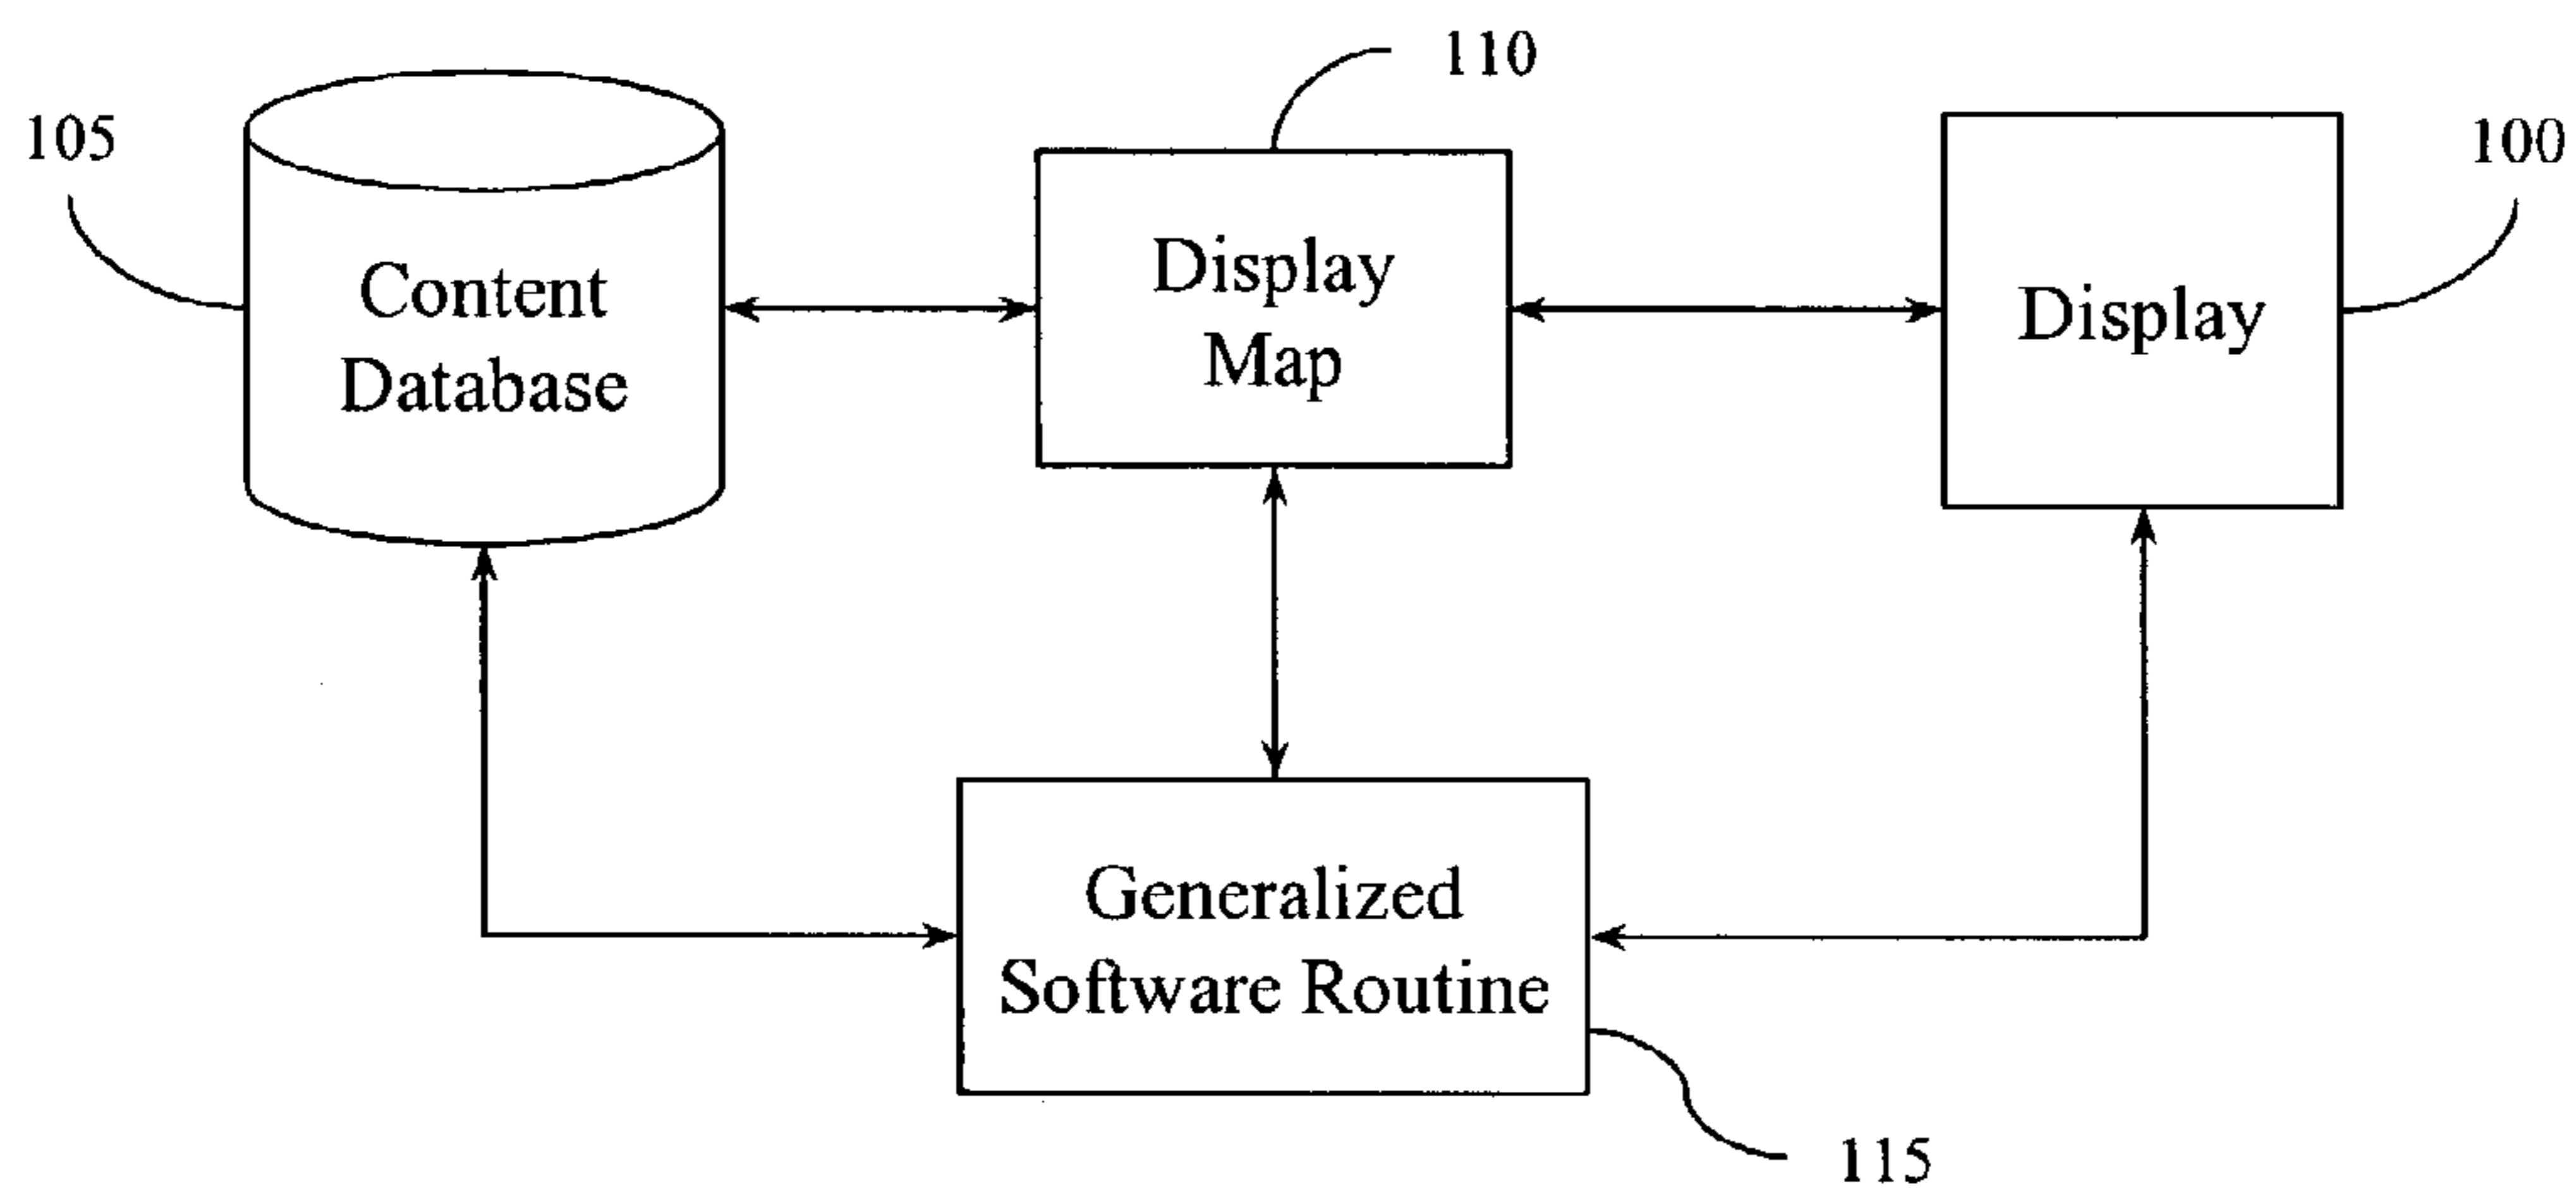 110
105
100
Content
Database
Display
Map
Display
Generalized
Software Routine
115